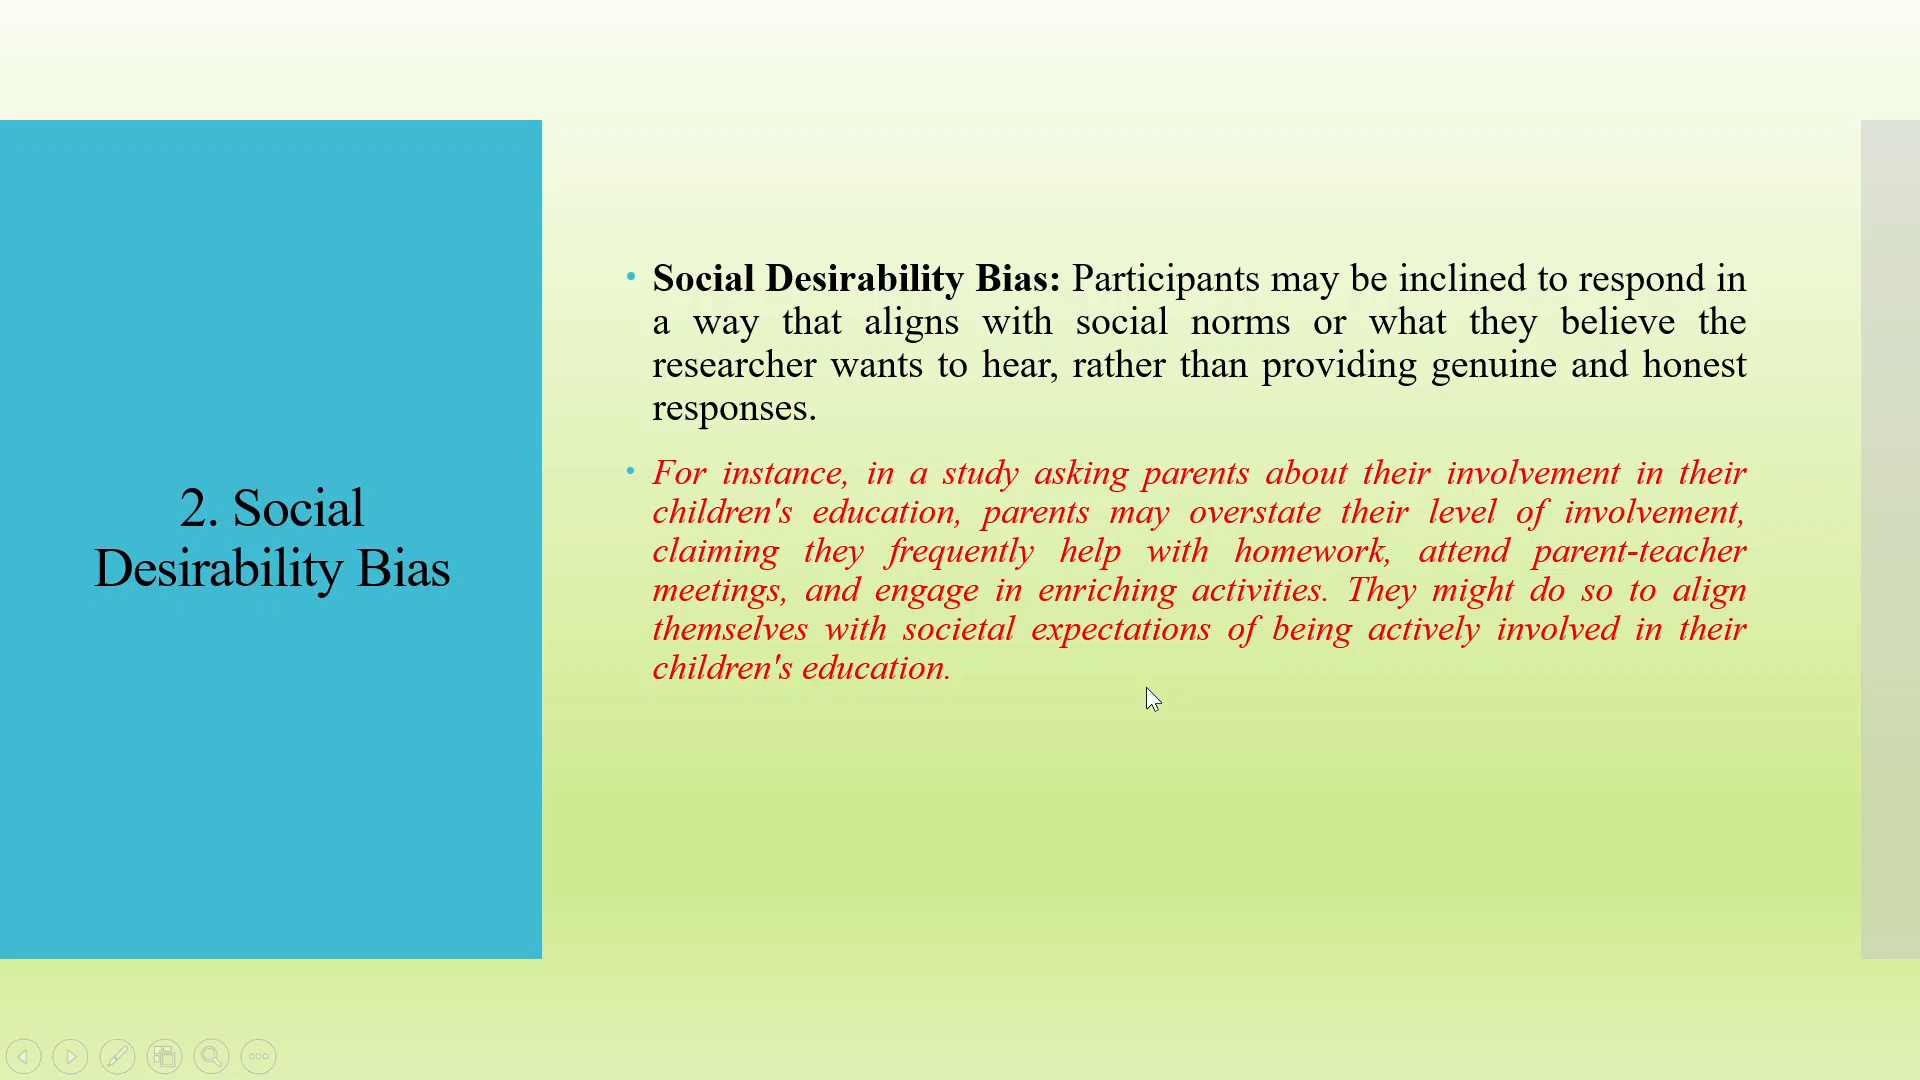 2. Social
Desirability Bias
• Social Desirability Bias: Participants may be inclined to respond in
a way that aligns with social norms or what they believe the
researcher wants to hear, rather than providing genuine and honest
responses.
• For instance, in a study asking parents about their involvement in their
children's education, parents may overstate their level of involvement,
claiming they frequently help with homework, attend parent-teacher
meetings, and engage in enriching activities. They might do so to align
themselves with societal expectations of being actively involved in their
children's education.